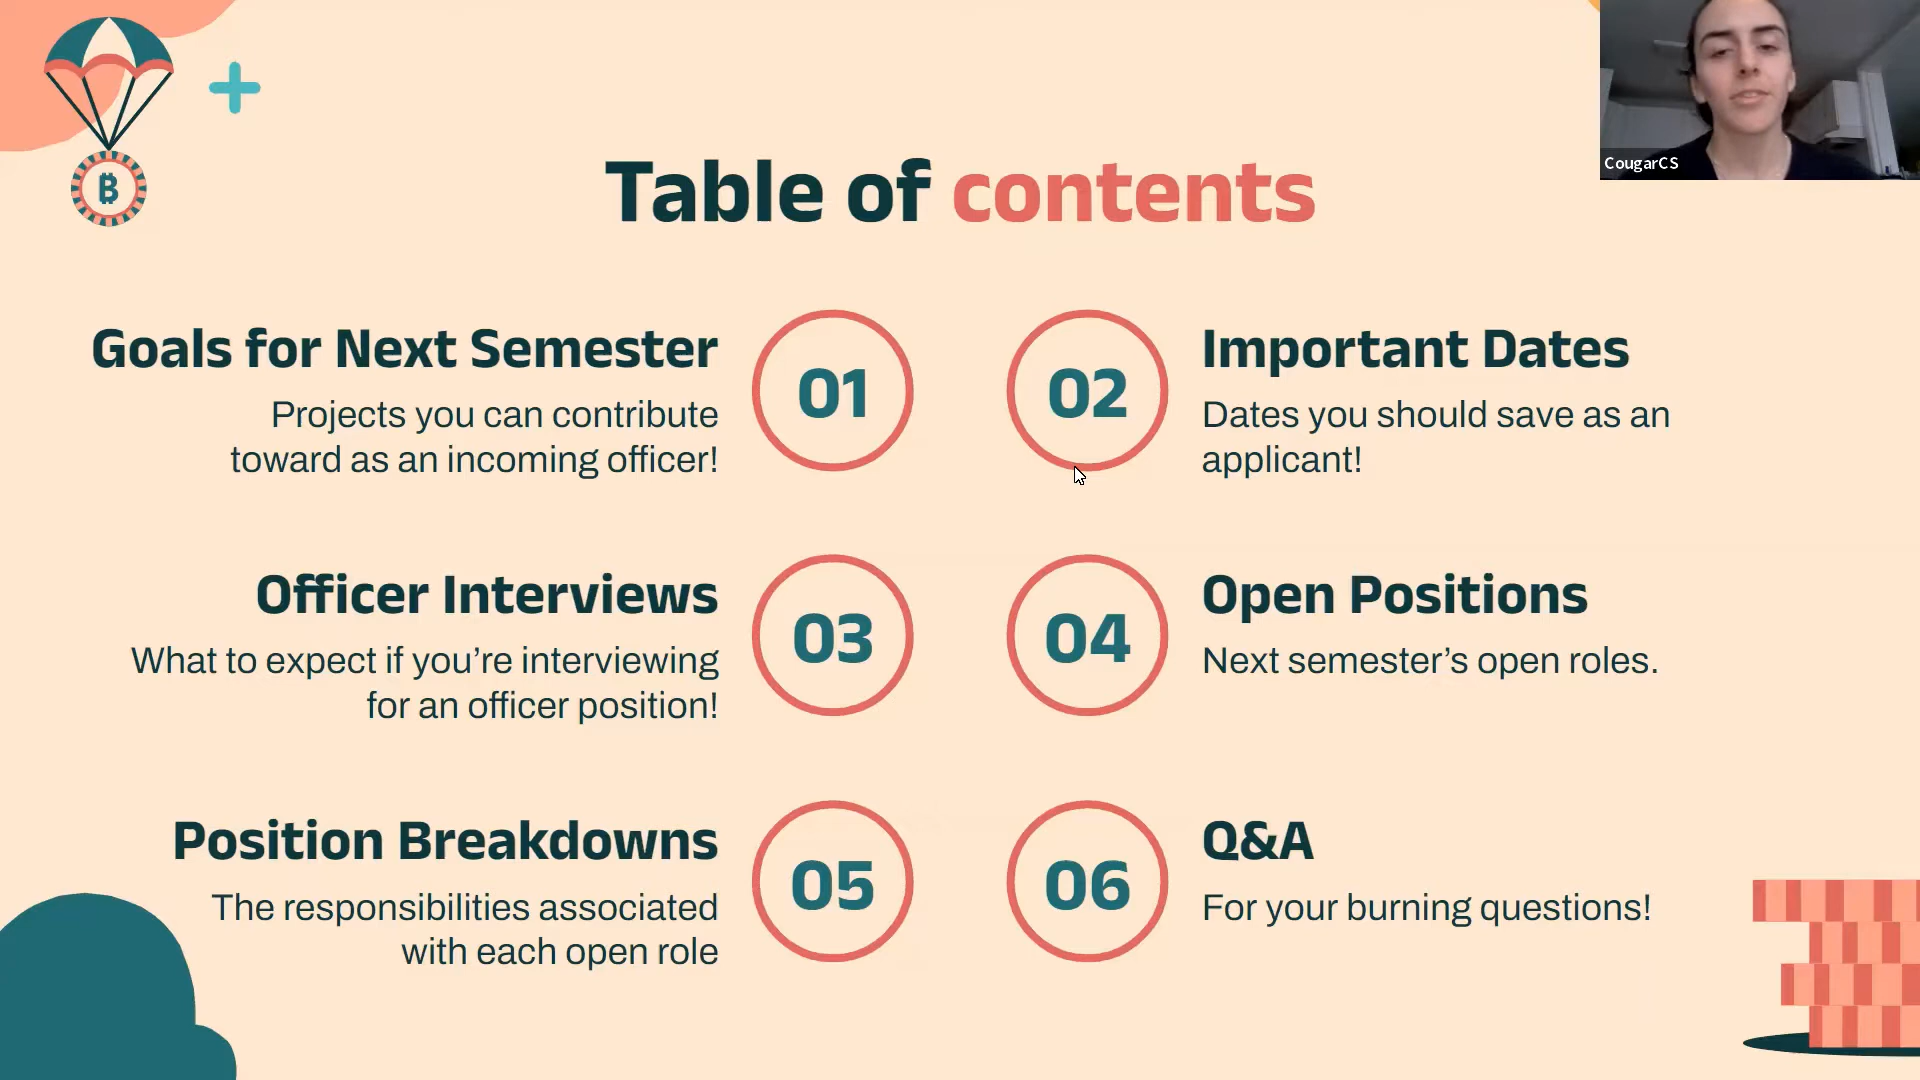 CougarCS
B
Table of contents
Goals for Next Semester
Projects you can contribute
toward as an incoming officer!
01
02
Important Dates
Dates you should save as an
applicant!
Officer Interviews
What to expect if you’re interviewing
for an officer position!
03
04
Open Positions
Next semester’s open roles.
Position Breakdowns
The responsibilities associated
with each open role
05
06
Q&A
For your burning questions!